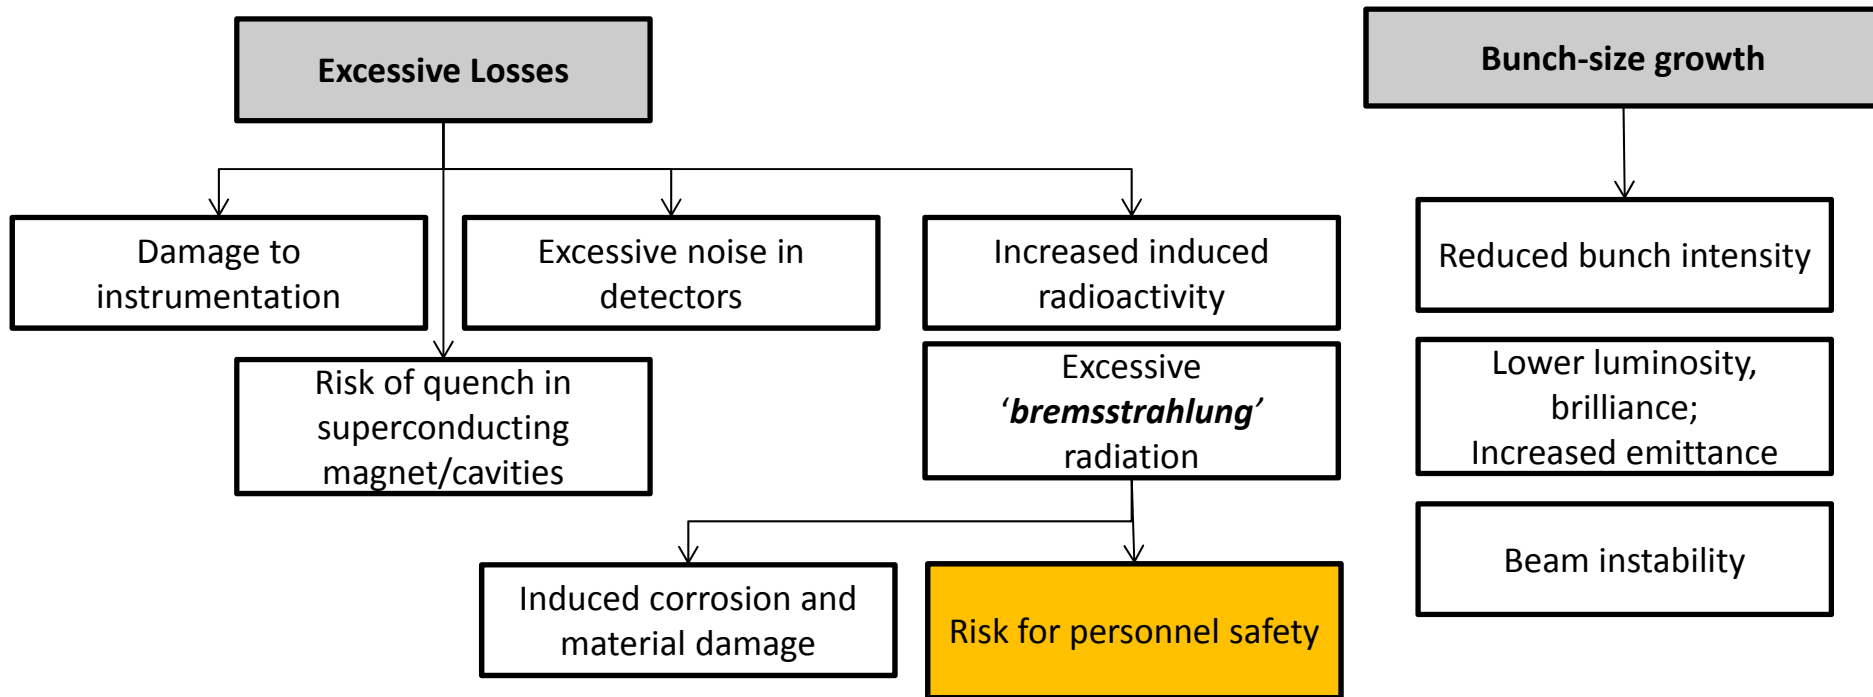 Excessive Losses
Bunch-size growth
Damage to
instrumentation
Excessive noise in
detectors
Increased induced
radioactivity
Reduced bunch intensity
Risk of quench in
superconducting
magnet/cavities
Excessive
‘bremsstrahlung’
radiation
Lower luminosity,
brilliance;
Increased emittance
Induced corrosion and
material damage
Risk for personnel safety
Beam instability